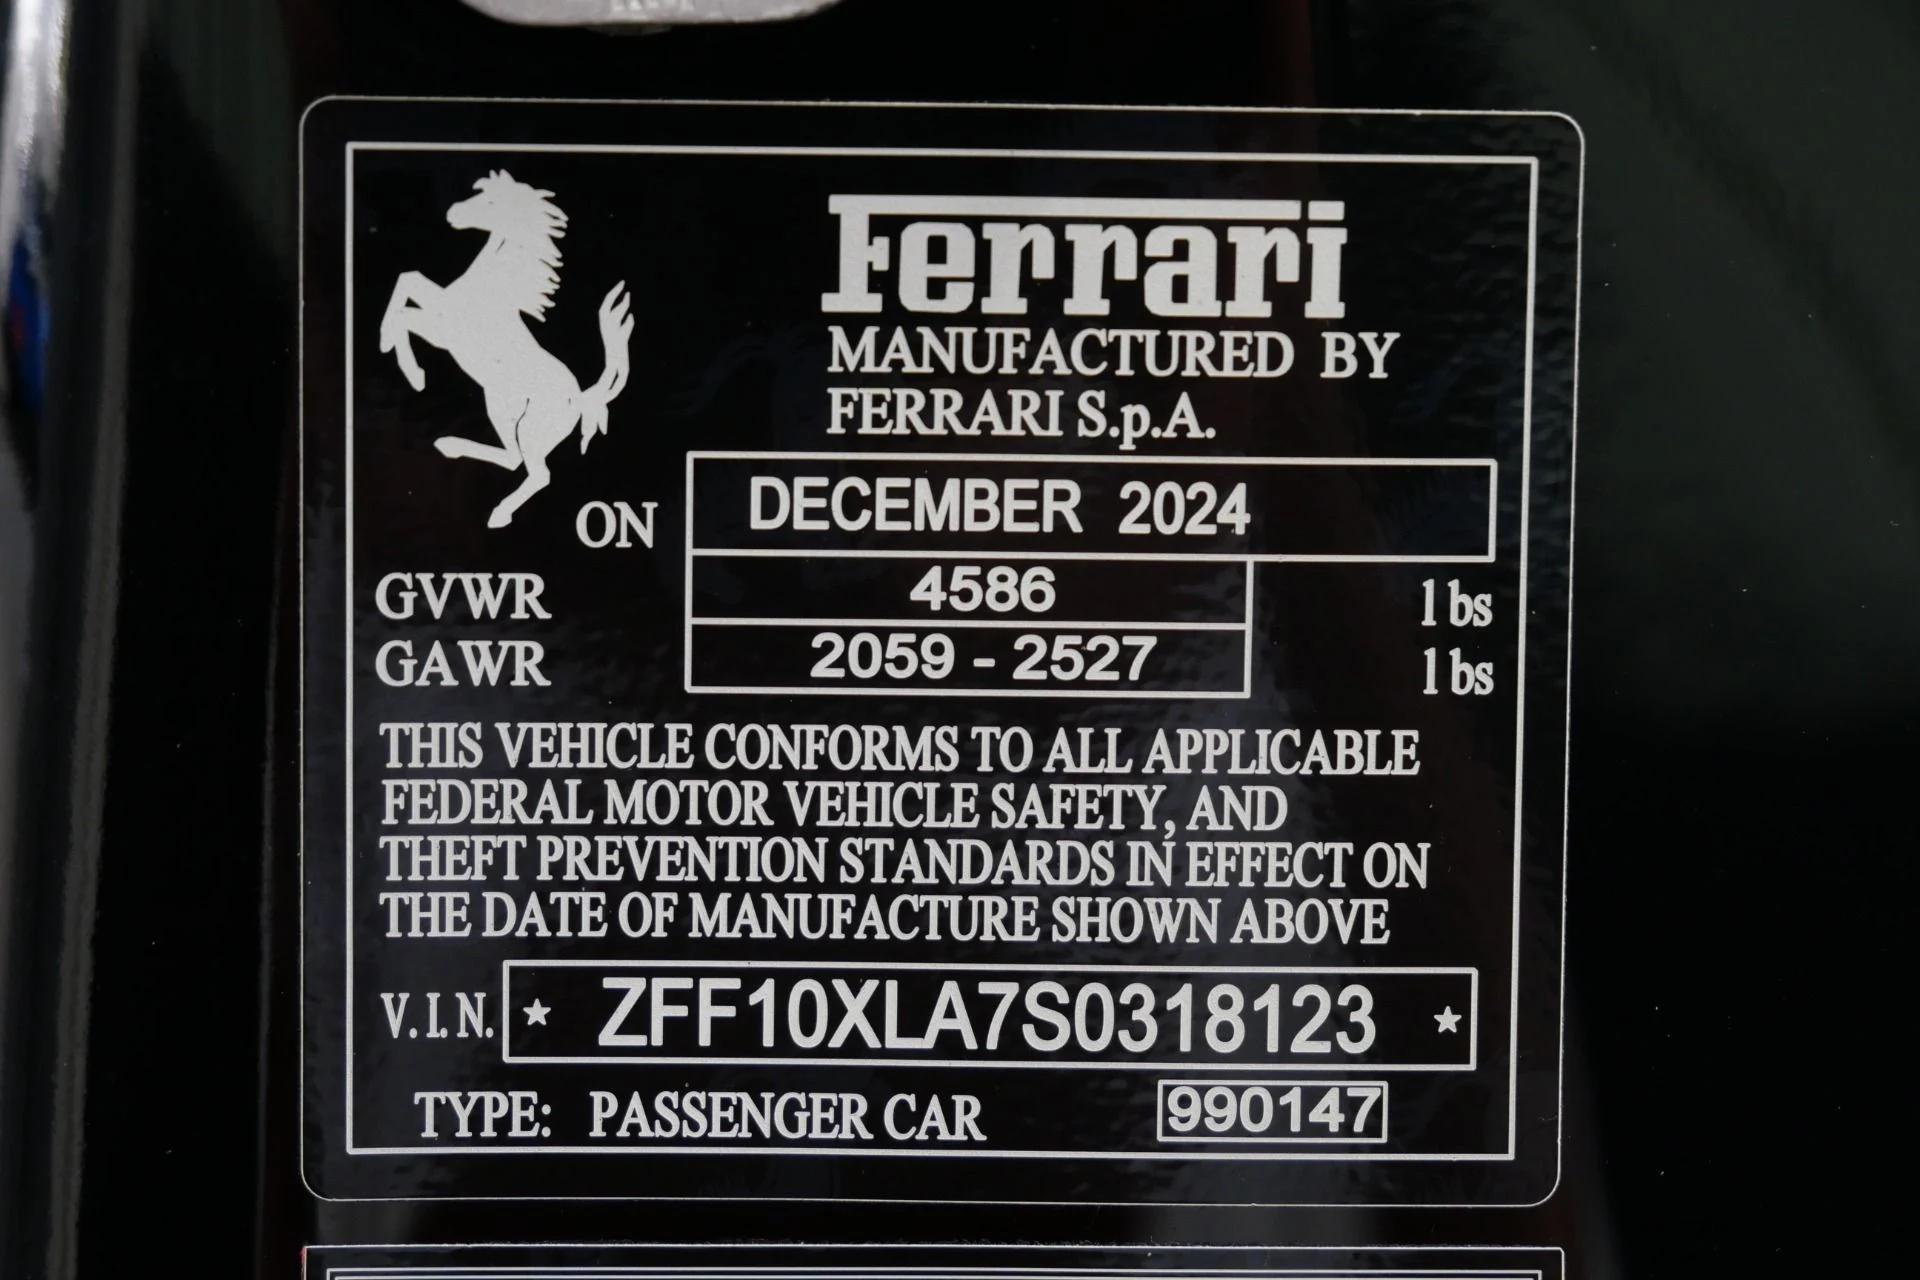 Ferrari
MANUFACTURED BY
FERRARI S.p.A.
ON DECEMBER 2024
GVWR 4586 lbs
GAWR 2059 - 2527 lbs
THIS VEHICLE CONFORMS TO ALL APPLICABLE
FEDERAL MOTOR VEHICLE SAFETY, AND
THEFT PREVENTION STANDARDS IN EFFECT ON
THE DATE OF MANUFACTURE SHOWN ABOVE
V.I.N. ★ ZFF10XLA7S0318123 ★
TYPE: PASSENGER CAR 990147